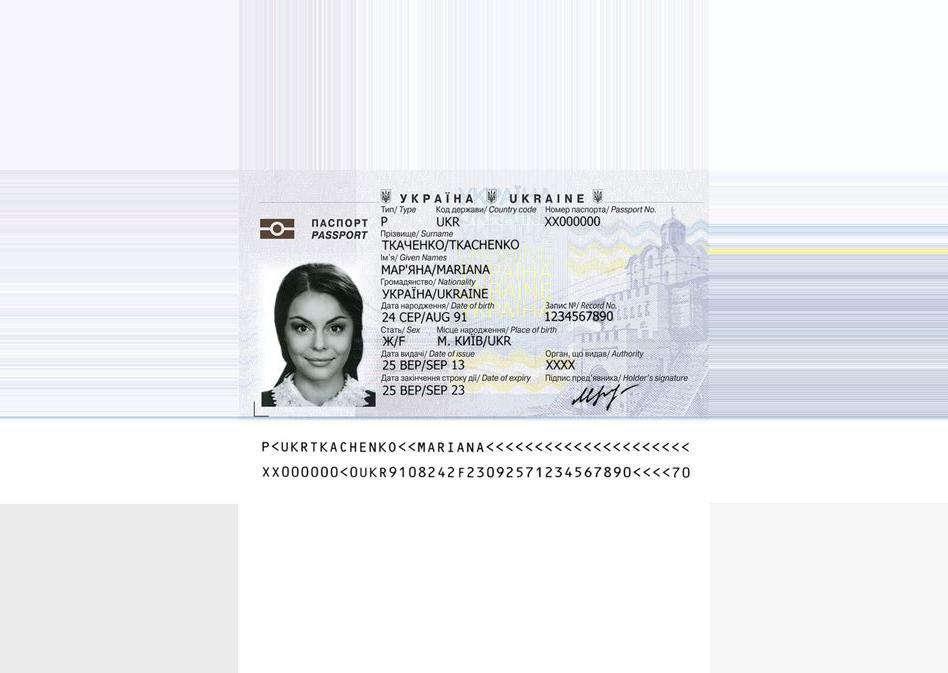 УКРАЇНА UKRAINE
Тип/ Type Код держави/ Country code Номер паспорта/ Passport No.
ПАСПОРТ P UKR XX000000
PASSPORT Прізвище/ Surname
ТКАЧЕНКО/TKACHENKO
Ім'я/ Given Names
МАР'ЯНА/MARIANA
Громадянство/ Nationality
УКРАЇНА/UKRAINE
Дата народження/ Date of birth Запис №/ Record No.
24 СЕР/AUG 91 1234567890
Стать/ Sex Місце народження/ Place of birth
Ж/F М. КИЇВ/UKR
Дата видачі/ Date of issue Орган, що видав/ Authority
25 ВЕР/SEP 13 XXXX
Дата закінчення строку дії/ Date of expiry Підпис пред'явника/ Holder's signature
25 ВЕР/SEP 23
P<UKRTKACHENKO<<MARIANA<<<<<<<<<<<<<<<<<<<<<
XX000000<0UKR9108242F23092571234567890<<<<70